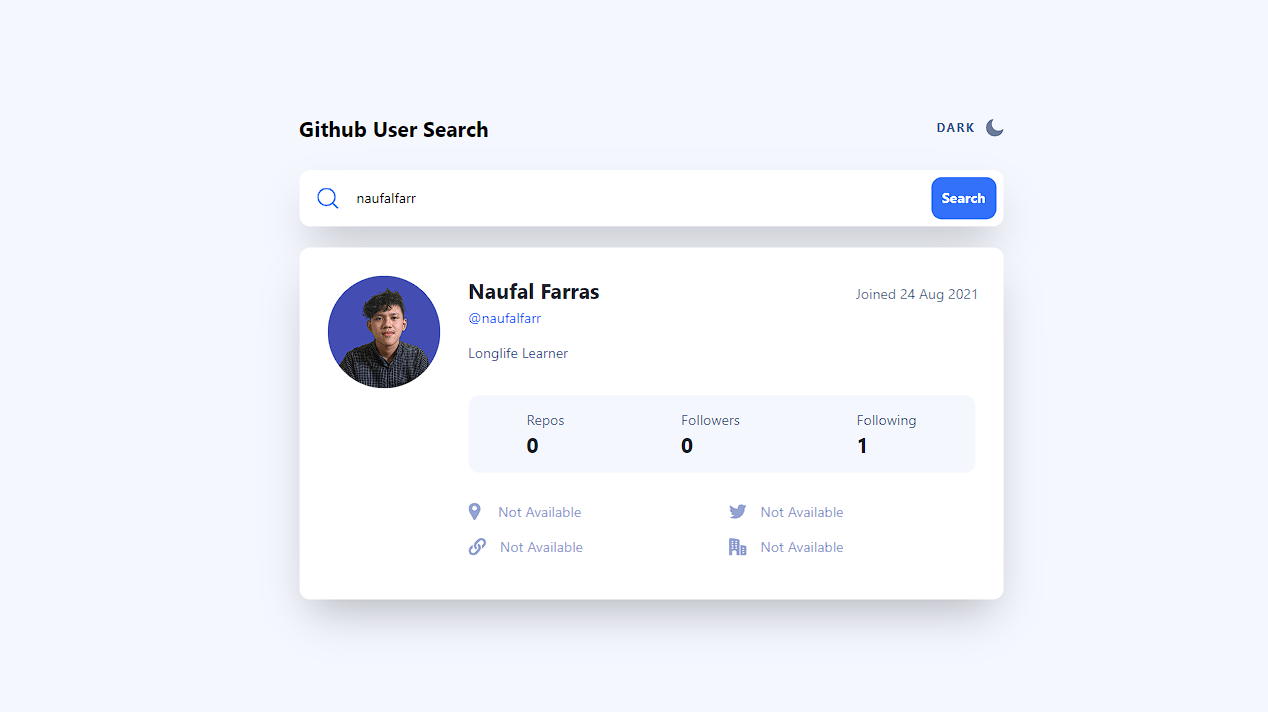 Github User Search
DARK
naufalfarr
Search
Naufal Farras
Joined 24 Aug 2021
@naufalfarr
Longlife Learner
Repos Followers Following
0 0 1
Not Available Not Available
Not Available Not Available